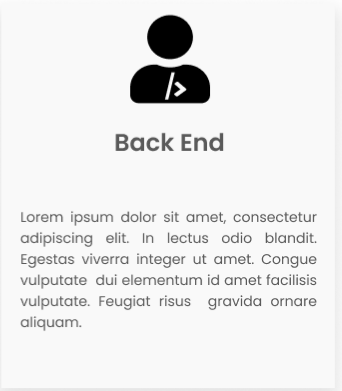 Back End
Lorem ipsum dolor sit amet, consectetur
adipiscing elit. In lectus odio blandit.
Egestas viverra integer ut amet. Congue
vulputate dui elementum id amet facilisis
vulputate. Feugiat risus gravida ornare
aliquam.